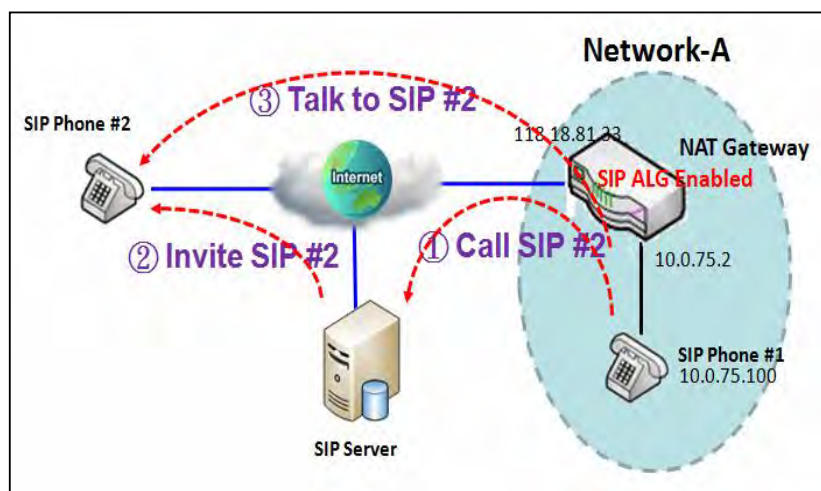 Network-A
③ Talk to SIP #2
SIP Phone #2
118.18.81.33
NAT Gateway
SIP ALG Enabled
Internet
② Invite SIP #2
① Call SIP #2
10.0.75.2
SIP Phone #1
10.0.75.100
SIP Server